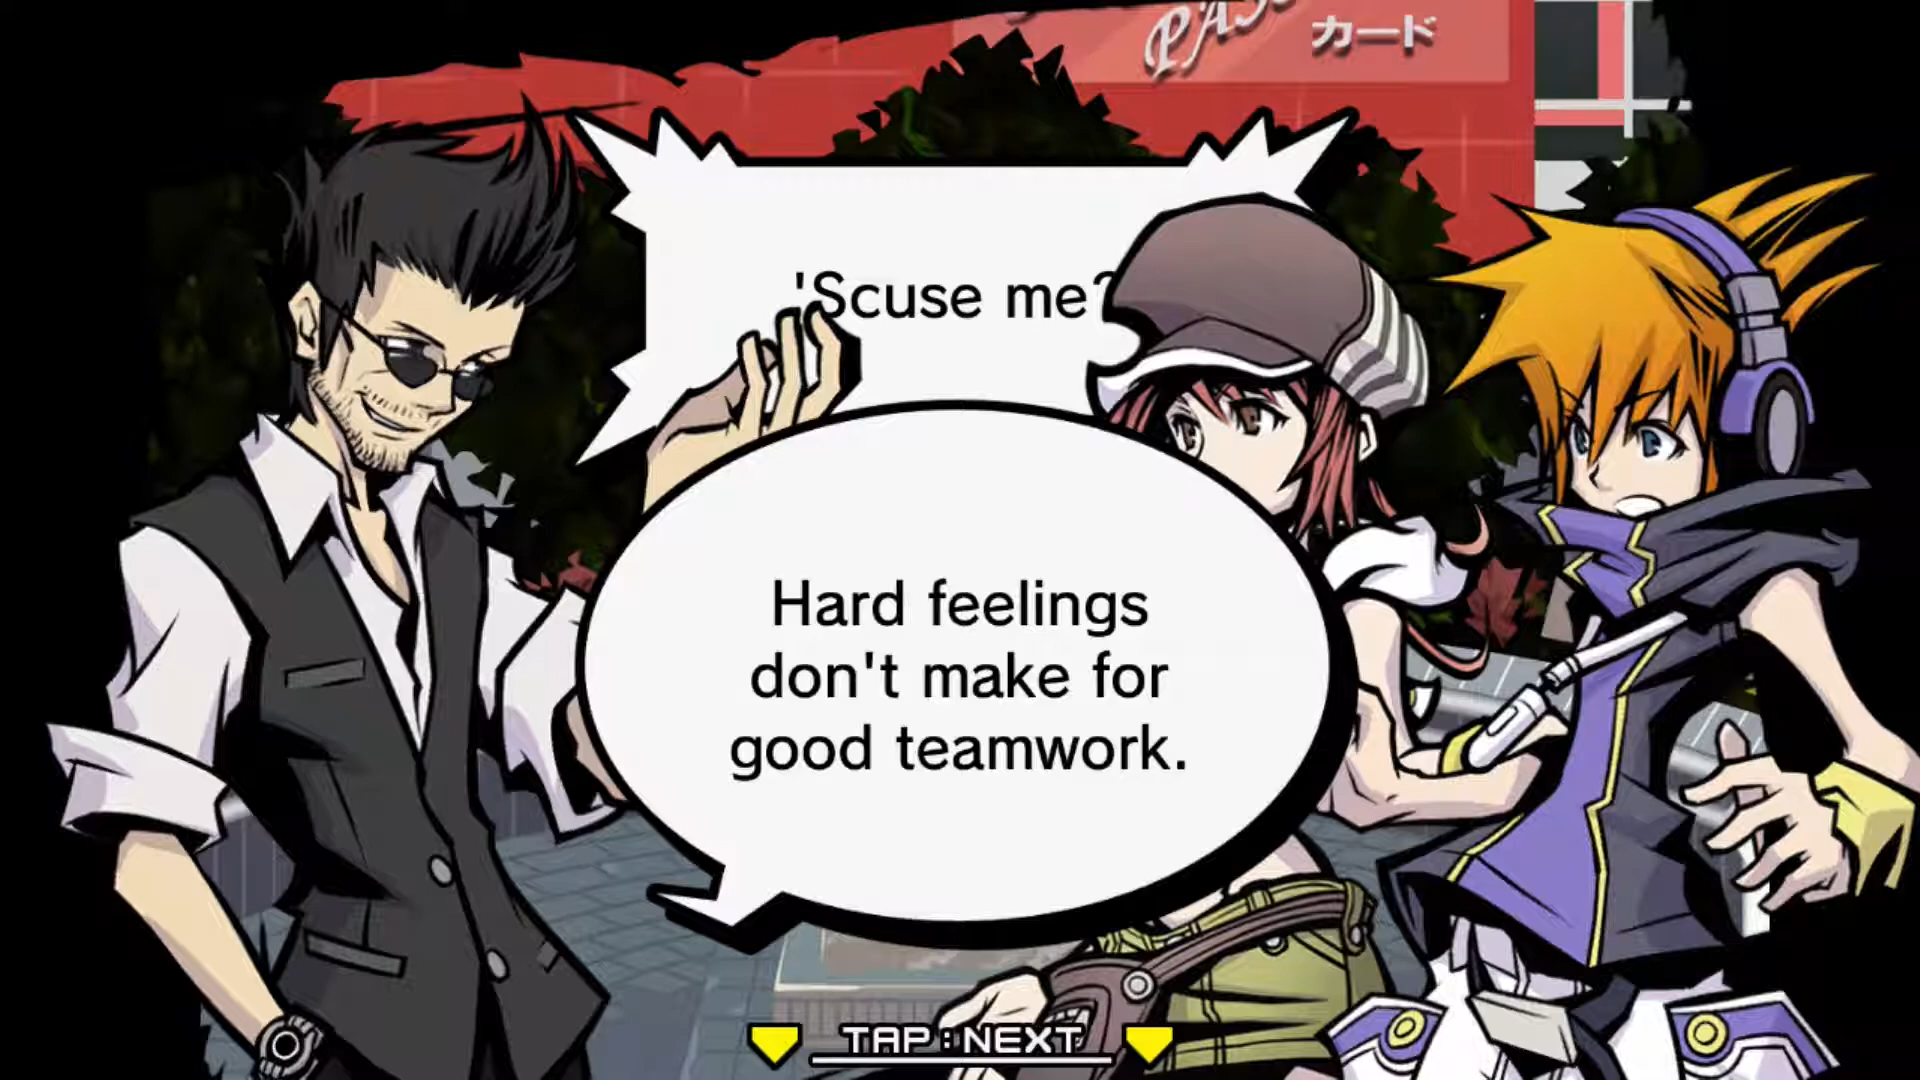 カード
'Scuse me?
Hard feelings
don't make for
good teamwork.
TAP:NEXT